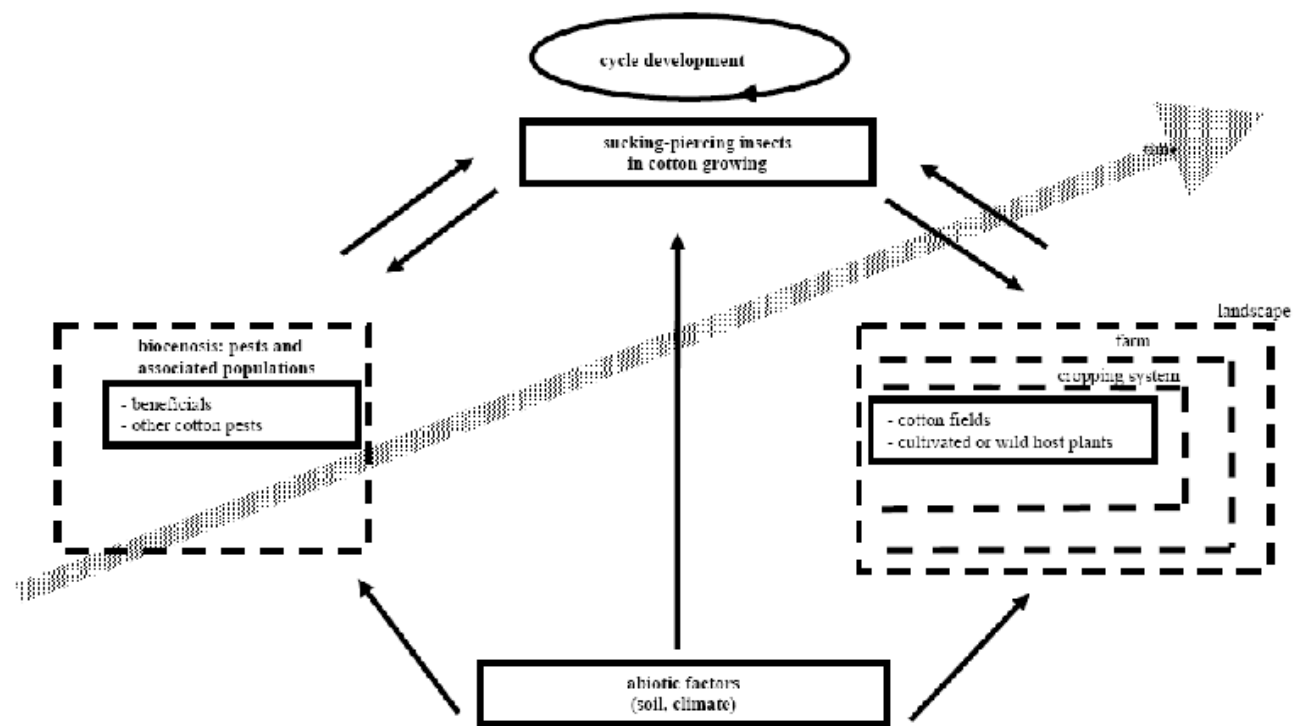 cycle development
sucking-piercing insects
in cotton growing
time
landscape
farm
cropping system
biocenosis: pests and
associated populations
- beneficials
- other cotton pests
- cotton fields
- cultivated or wild host plants
abiotic factors
(soil, climate)